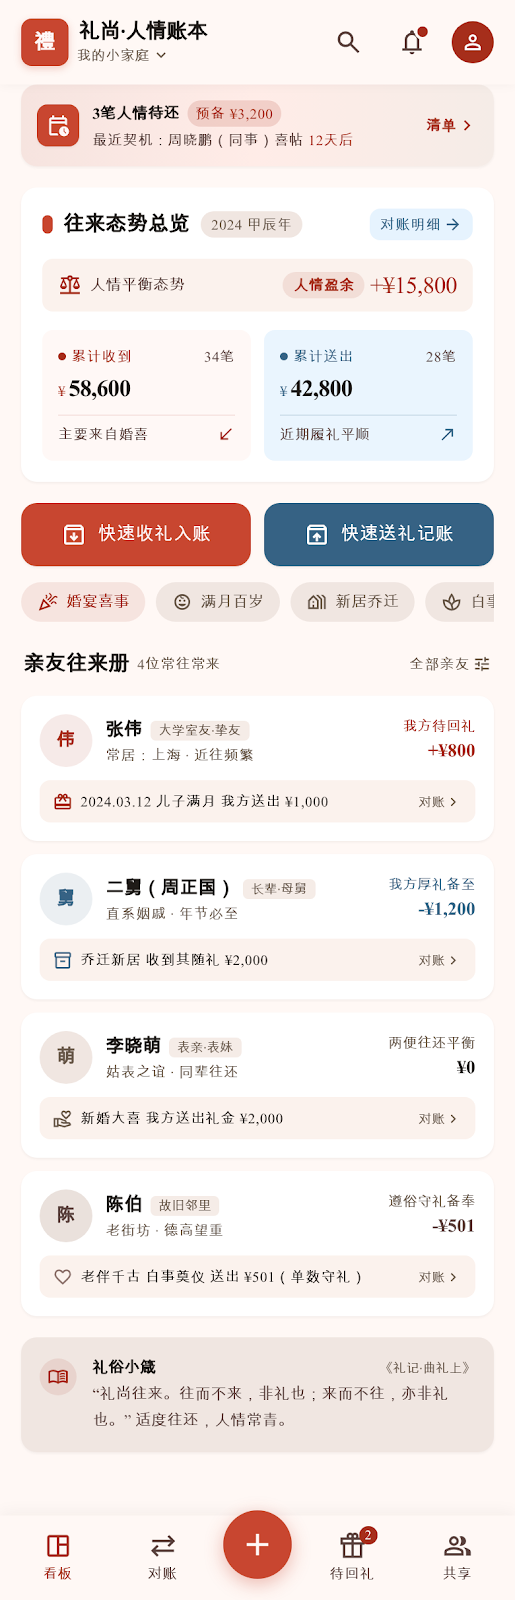 禮
礼尚·人情账本
我的小家庭
3笔人情待还 预备 ¥3,200
最近契机：周晓鹏（同事）喜帖 12天后
清单
往来态势总览 2024 甲辰年 对账明细
人情平衡态势 人情盈余 +¥15,800
累计收到 34笔
¥ 58,600
主要来自婚喜
累计送出 28笔
¥ 42,800
近期履礼平顺
快速收礼入账
快速送礼记账
婚宴喜事 满月百岁 新居乔迁 白事
亲友往来册 4位常往常来 全部亲友
伟
张伟 大学室友·挚友
常居：上海 · 近往频繁
我方待回礼
+¥800
2024.03.12 儿子满月 我方送出 ¥1,000 对账
舅
二舅（周正国） 长辈·母舅
直系姻戚 · 年节必至
我方厚礼备至
-¥1,200
乔迁新居 收到其随礼 ¥2,000 对账
萌
李晓萌 表亲·表妹
姑表之谊 · 同辈往还
两便往还平衡
¥0
新婚大喜 我方送出礼金 ¥2,000 对账
陈
陈伯 故旧邻里
老街坊 · 德高望重
遵俗守礼备奉
-¥501
老伴千古 白事奠仪 送出 ¥501（单数守礼） 对账
礼俗小箴 《礼记·曲礼上》
“礼尚往来。往而不来，非礼也；来而不往，亦非礼
也。” 适度往还，人情常青。
看板
对账
2
待回礼
共享